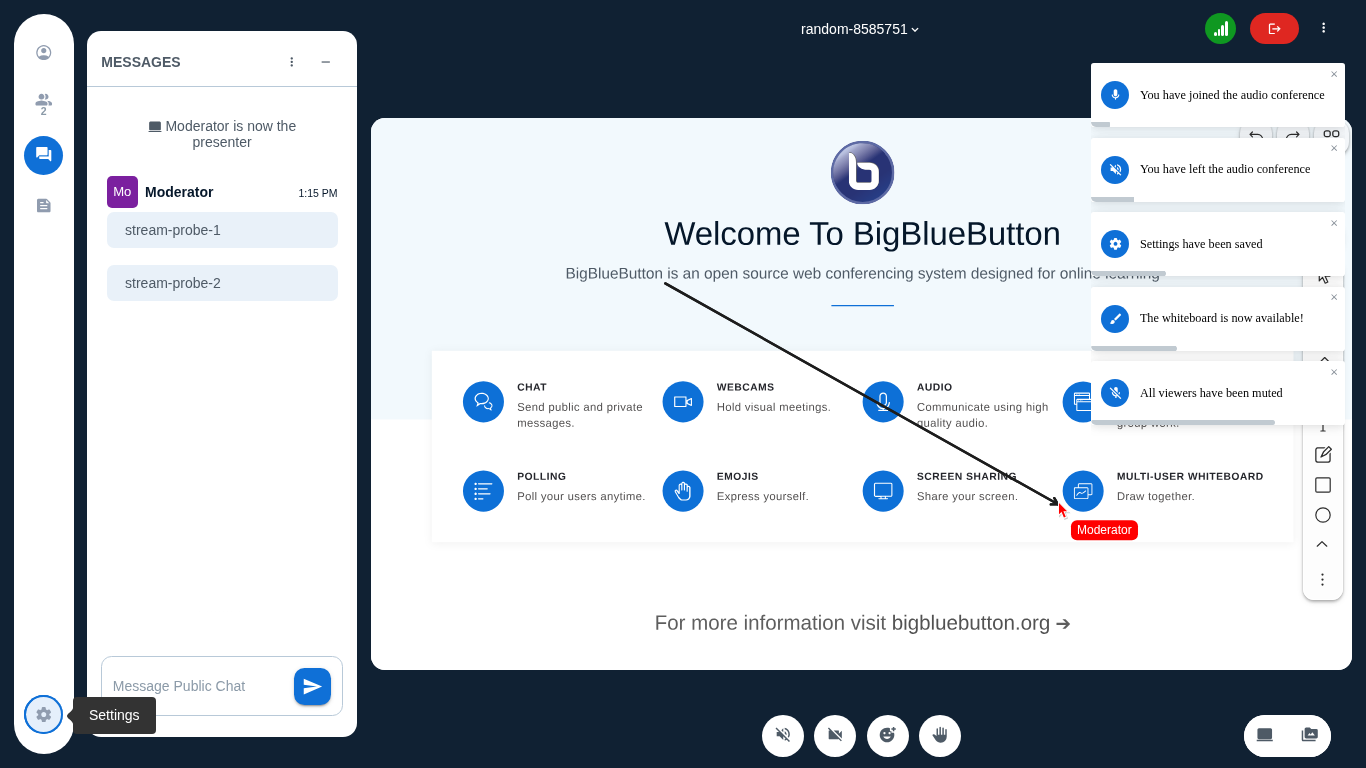 random-8585751
2
MESSAGES
Moderator is now the
presenter
Mo
Moderator
1:15 PM
stream-probe-1
stream-probe-2
Message Public Chat
Settings
Welcome To BigBlueButton
BigBlueButton is an open source web conferencing system designed for online learning
CHAT
Send public and private
messages.
WEBCAMS
Hold visual meetings.
AUDIO
Communicate using high
quality audio.
group work.
POLLING
Poll your users anytime.
EMOJIS
Express yourself.
SCREEN SHARING
Share your screen.
MULTI-USER WHITEBOARD
Draw together.
Moderator
For more information visit bigbluebutton.org ➔
You have joined the audio conference
You have left the audio conference
Settings have been saved
The whiteboard is now available!
All viewers have been muted